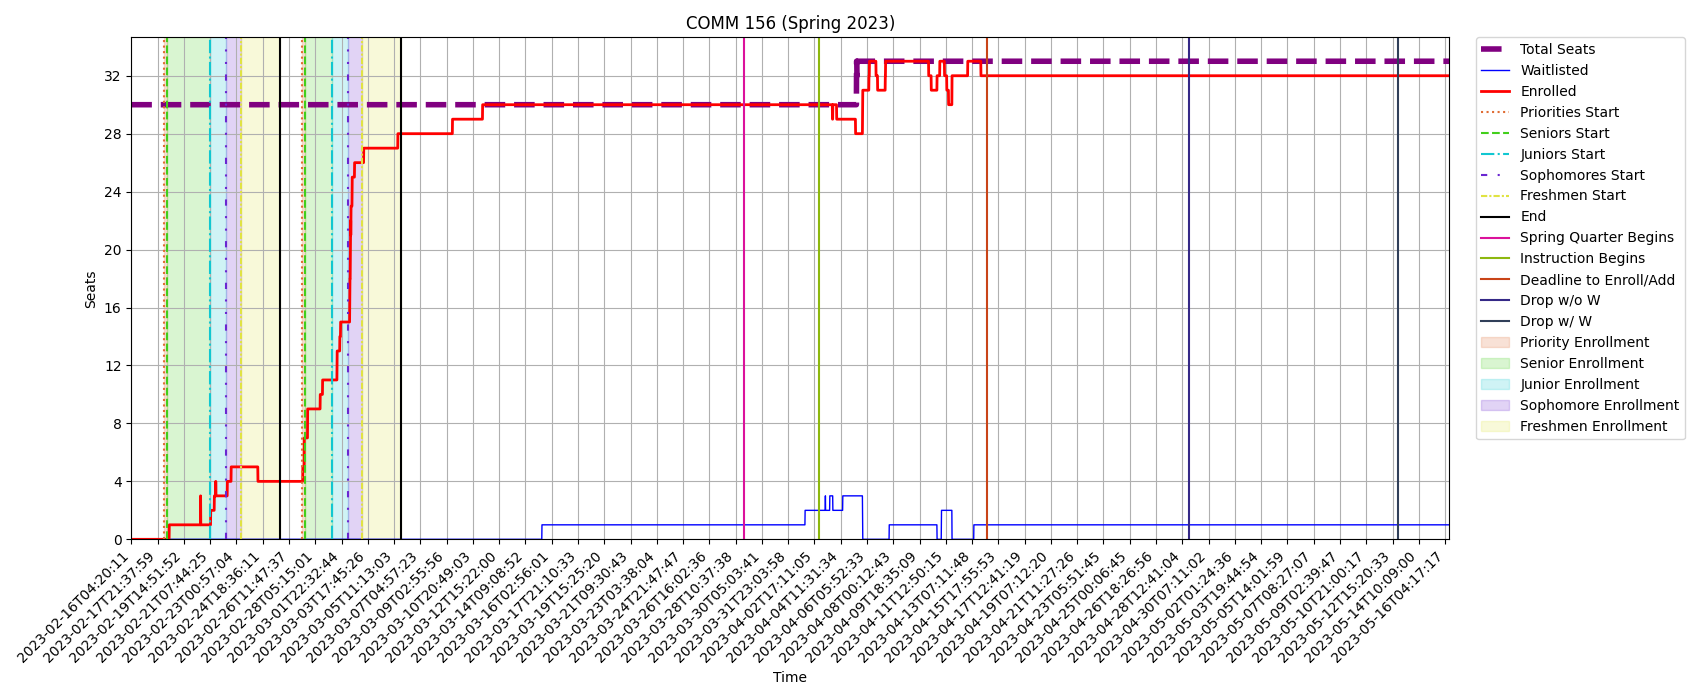 COMM 156 (Spring 2023)
Seats
32
28
24
20
16
12
8
4
0
2023-02-16T04:20:11
2023-02-17T21:37:59
2023-02-19T14:51:52
2023-02-21T07:44:25
2023-02-23T00:57:04
2023-02-24T18:36:11
2023-02-26T11:47:37
2023-02-28T05:15:01
2023-03-01T22:32:44
2023-03-03T17:45:26
2023-03-05T11:13:03
2023-03-07T04:57:23
2023-03-08T22:55:56
2023-03-10T20:49:03
2023-03-12T15:22:00
2023-03-14T09:08:52
2023-03-16T02:56:01
2023-03-17T21:10:33
2023-03-19T15:25:20
2023-03-21T09:30:43
2023-03-23T03:38:04
2023-03-24T21:47:47
2023-03-26T16:02:36
2023-03-28T10:37:38
2023-03-30T05:03:41
2023-03-31T23:03:58
2023-04-02T17:11:05
2023-04-04T11:31:34
2023-04-06T05:52:33
2023-04-08T00:12:43
2023-04-09T18:35:09
2023-04-11T12:50:15
2023-04-13T07:11:48
2023-04-15T17:55:53
2023-04-17T12:41:19
2023-04-19T07:12:20
2023-04-21T11:27:26
2023-04-23T05:51:45
2023-04-25T00:06:45
2023-04-26T18:26:56
2023-04-28T12:41:04
2023-04-30T07:11:02
2023-05-02T01:24:36
2023-05-03T19:44:54
2023-05-05T14:01:59
2023-05-07T08:27:07
2023-05-09T02:39:47
2023-05-10T21:00:17
2023-05-12T15:20:33
2023-05-14T10:09:00
2023-05-16T04:17:17
Time
Total Seats
Waitlisted
Enrolled
Priorities Start
Seniors Start
Juniors Start
Sophomores Start
Freshmen Start
End
Spring Quarter Begins
Instruction Begins
Deadline to Enroll/Add
Drop w/o W
Drop w/ W
Priority Enrollment
Senior Enrollment
Junior Enrollment
Sophomore Enrollment
Freshmen Enrollment